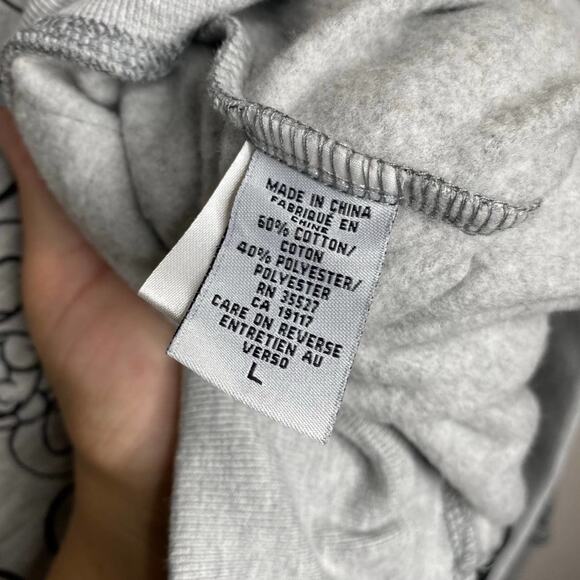 MADE IN CHINA
FABRIQUÉ EN
CHINE
60% COTTON/
COTON
40% POLYESTER/
POLYESTER
RN 35527
CA 19117
CARE ON REVERSE
ENTRETIEN AU
VERSO
L